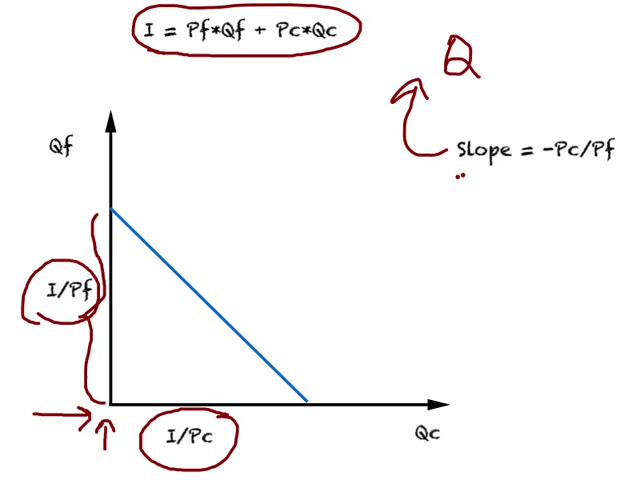 I = Pf*Qf + Pc*Qc
Q
Qf
Slope = -Pc/Pf
I/Pf
I/Pc
Qc